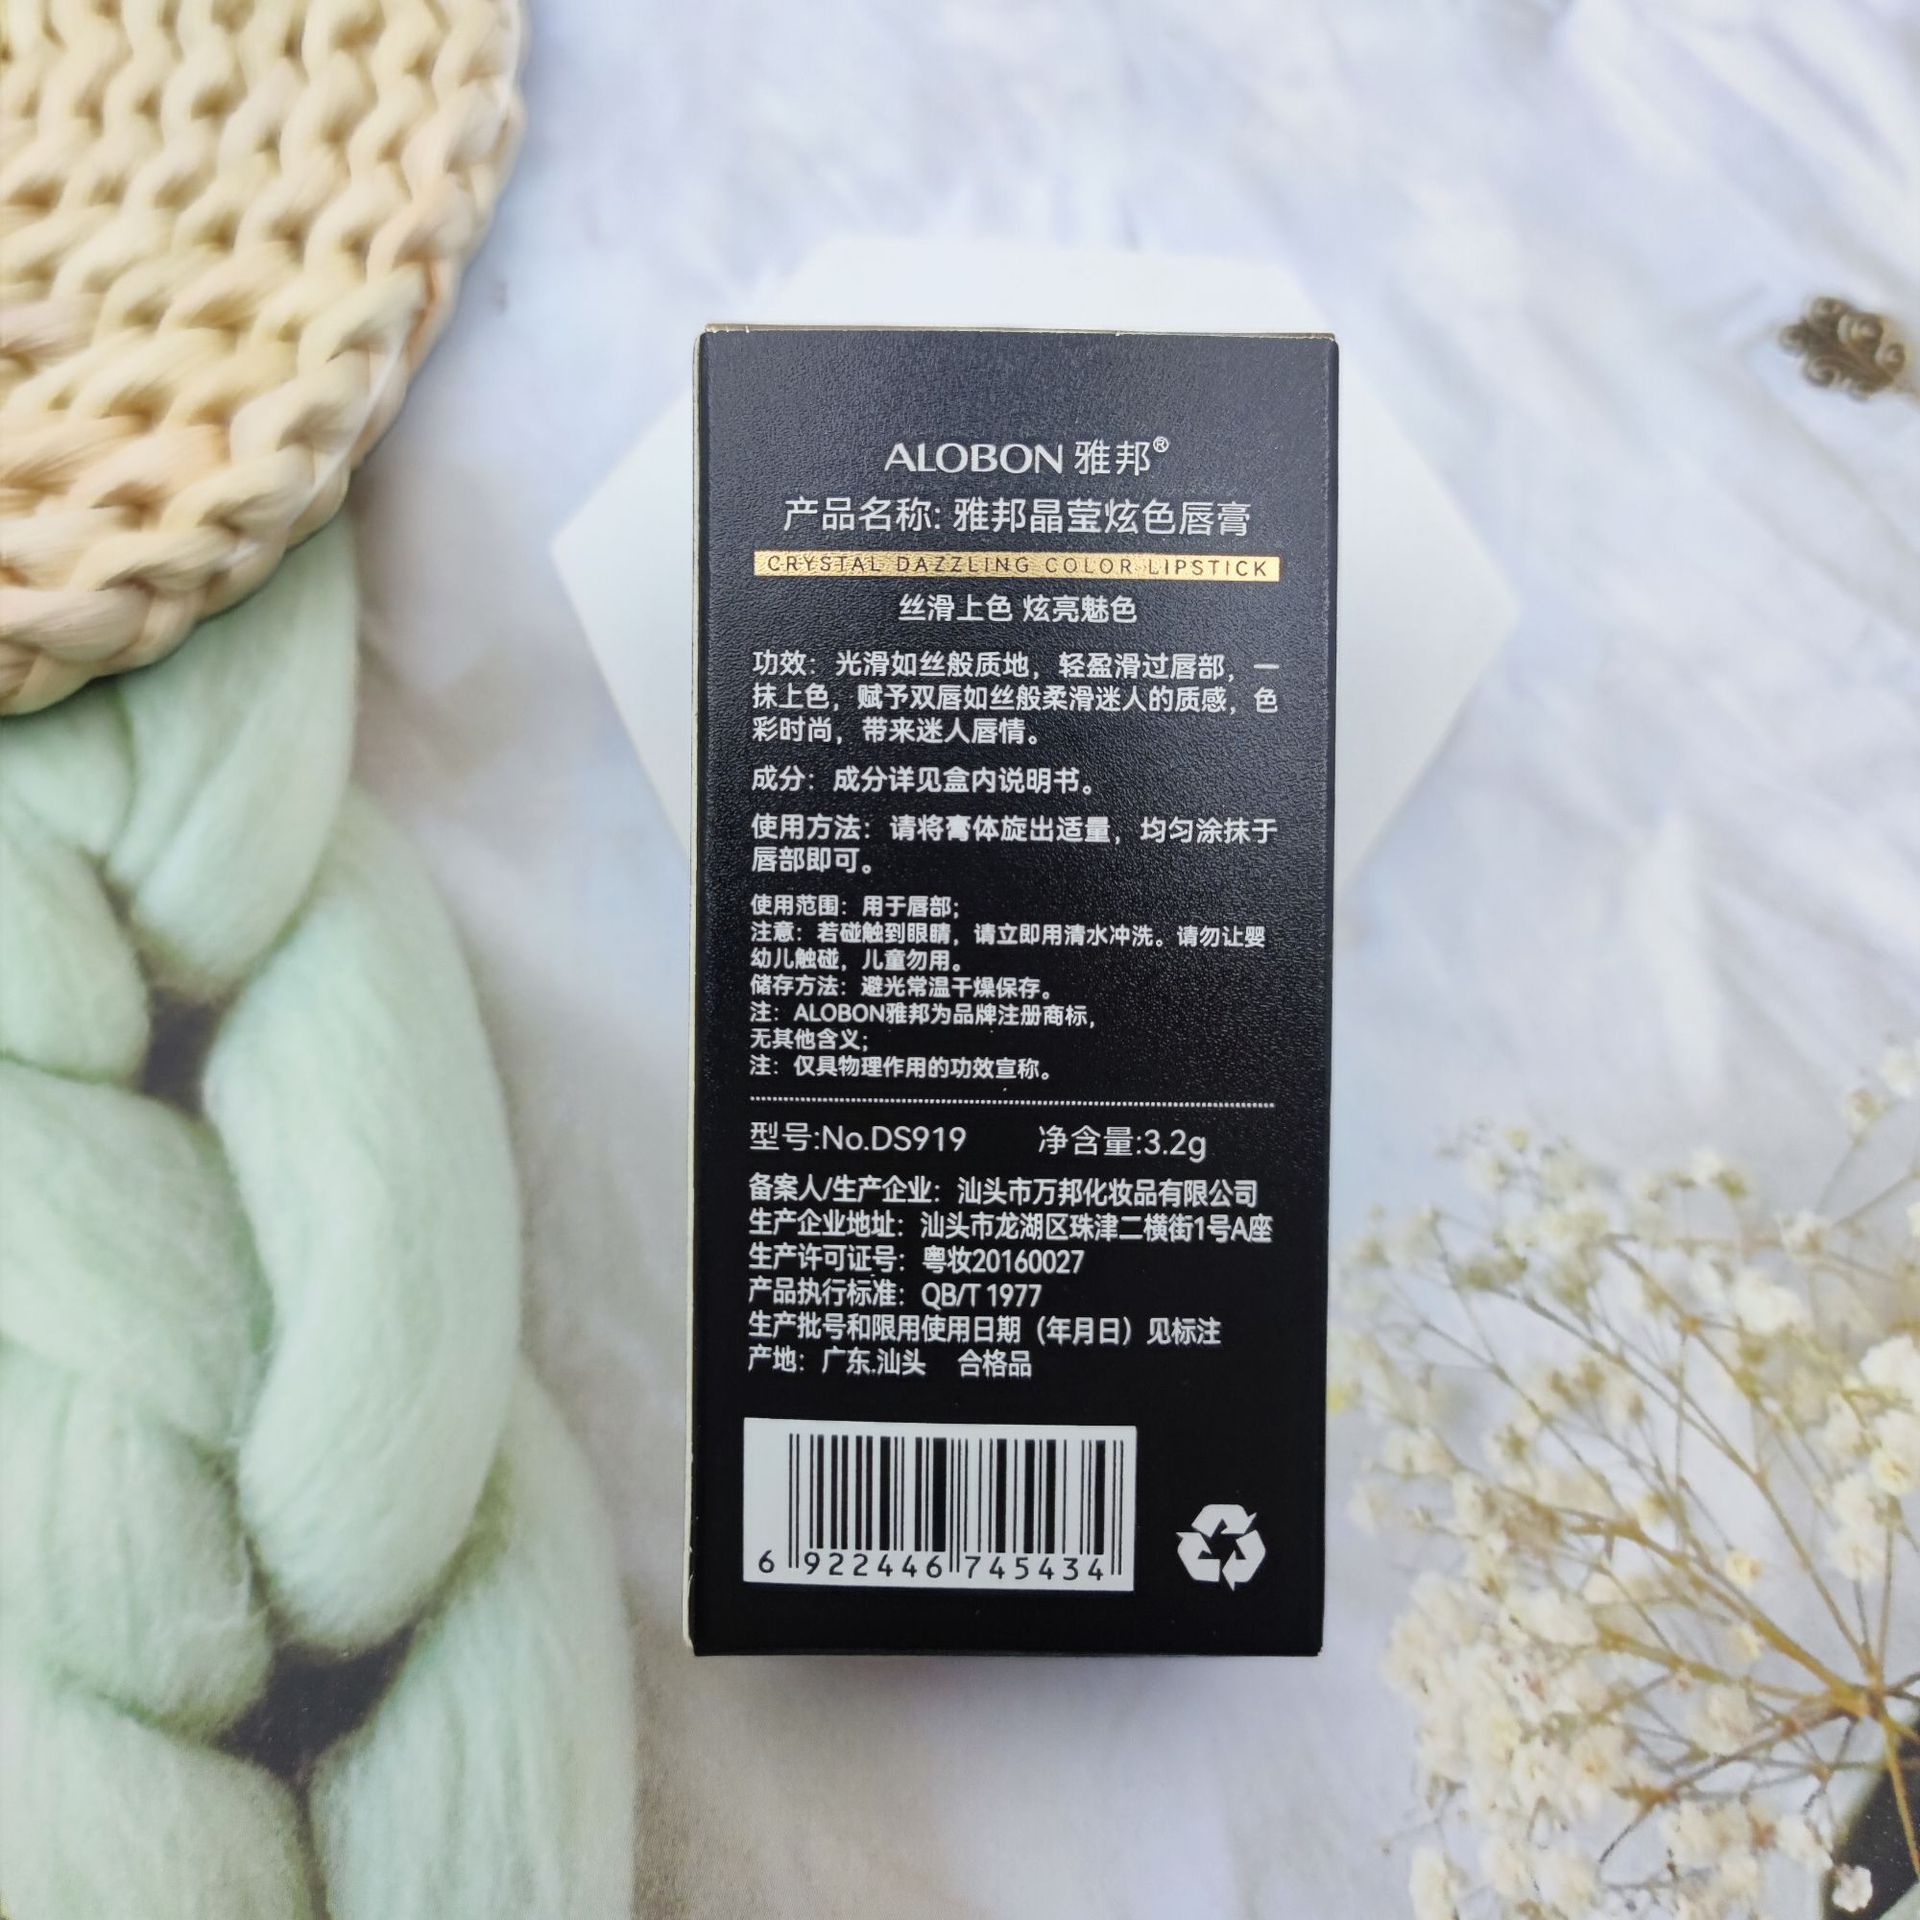 ALOBON 雅邦®
产品名称: 雅邦晶莹炫色唇膏
CRYSTAL DAZZLING COLOR LIPSTICK
丝滑上色 炫亮魅色
功效：光滑如丝般质地，轻盈滑过唇部，一
抹上色，赋予双唇如丝般柔滑迷人的质感，色
彩时尚，带来迷人唇情。
成分：成分详见盒内说明书。
使用方法：请将膏体旋出适量，均匀涂抹于
唇部即可。
使用范围：用于唇部；
注意：若碰触到眼睛，请立即用清水冲洗。请勿让婴
幼儿触碰，儿童勿用。
储存方法：避光常温干燥保存。
注：ALOBON雅邦为品牌注册商标，
无其他含义；
注：仅具物理作用的功效宣称。
型号:No.DS919 净含量:3.2g
备案人/生产企业：汕头市万邦化妆品有限公司
生产企业地址：汕头市龙湖区珠津二横街1号A座
生产许可证号：粤妆20160027
产品执行标准：QB/T 1977
生产批号和限用使用日期（年月日）见标注
产地：广东.汕头 合格品
6 922446 745434